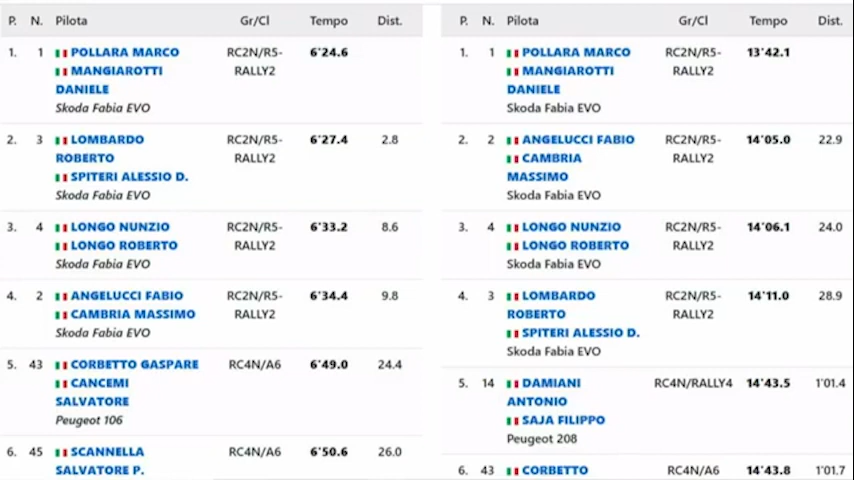 P. N. Pilota Gr/Cl Tempo Dist.
1. 1 POLLARA MARCO RC2N/R5- 6'24.6
MANGIAROTTI RALLY2
DANIELE
Skoda Fabia EVO
2. 3 LOMBARDO RC2N/R5- 6'27.4 2.8
ROBERTO RALLY2
SPITERI ALESSIO D.
Skoda Fabia EVO
3. 4 LONGO NUNZIO RC2N/R5- 6'33.2 8.6
LONGO ROBERTO RALLY2
Skoda Fabia EVO
4. 2 ANGELUCCI FABIO RC2N/R5- 6'34.4 9.8
CAMBRIA MASSIMO RALLY2
Skoda Fabia EVO
5. 43 CORBETTO GASPARE RC4N/A6 6'49.0 24.4
CANCEMI
SALVATORE
Peugeot 106
6. 45 SCANNELLA RC4N/A6 6'50.6 26.0
SALVATORE P.
P. N. Pilota Gr/Cl Tempo Dist.
1. 1 POLLARA MARCO RC2N/R5- 13'42.1
MANGIAROTTI RALLY2
DANIELE
Skoda Fabia EVO
2. 2 ANGELUCCI FABIO RC2N/R5- 14'05.0 22.9
CAMBRIA RALLY2
MASSIMO
Skoda Fabia EVO
3. 4 LONGO NUNZIO RC2N/R5- 14'06.1 24.0
LONGO ROBERTO RALLY2
Skoda Fabia EVO
4. 3 LOMBARDO RC2N/R5- 14'11.0 28.9
ROBERTO RALLY2
SPITERI ALESSIO D.
Skoda Fabia EVO
5. 14 DAMIANI RC4N/RALLY4 14'43.5 1'01.4
ANTONIO
SAJA FILIPPO
Peugeot 208
6. 43 CORBETTO RC4N/A6 14'43.8 1'01.7